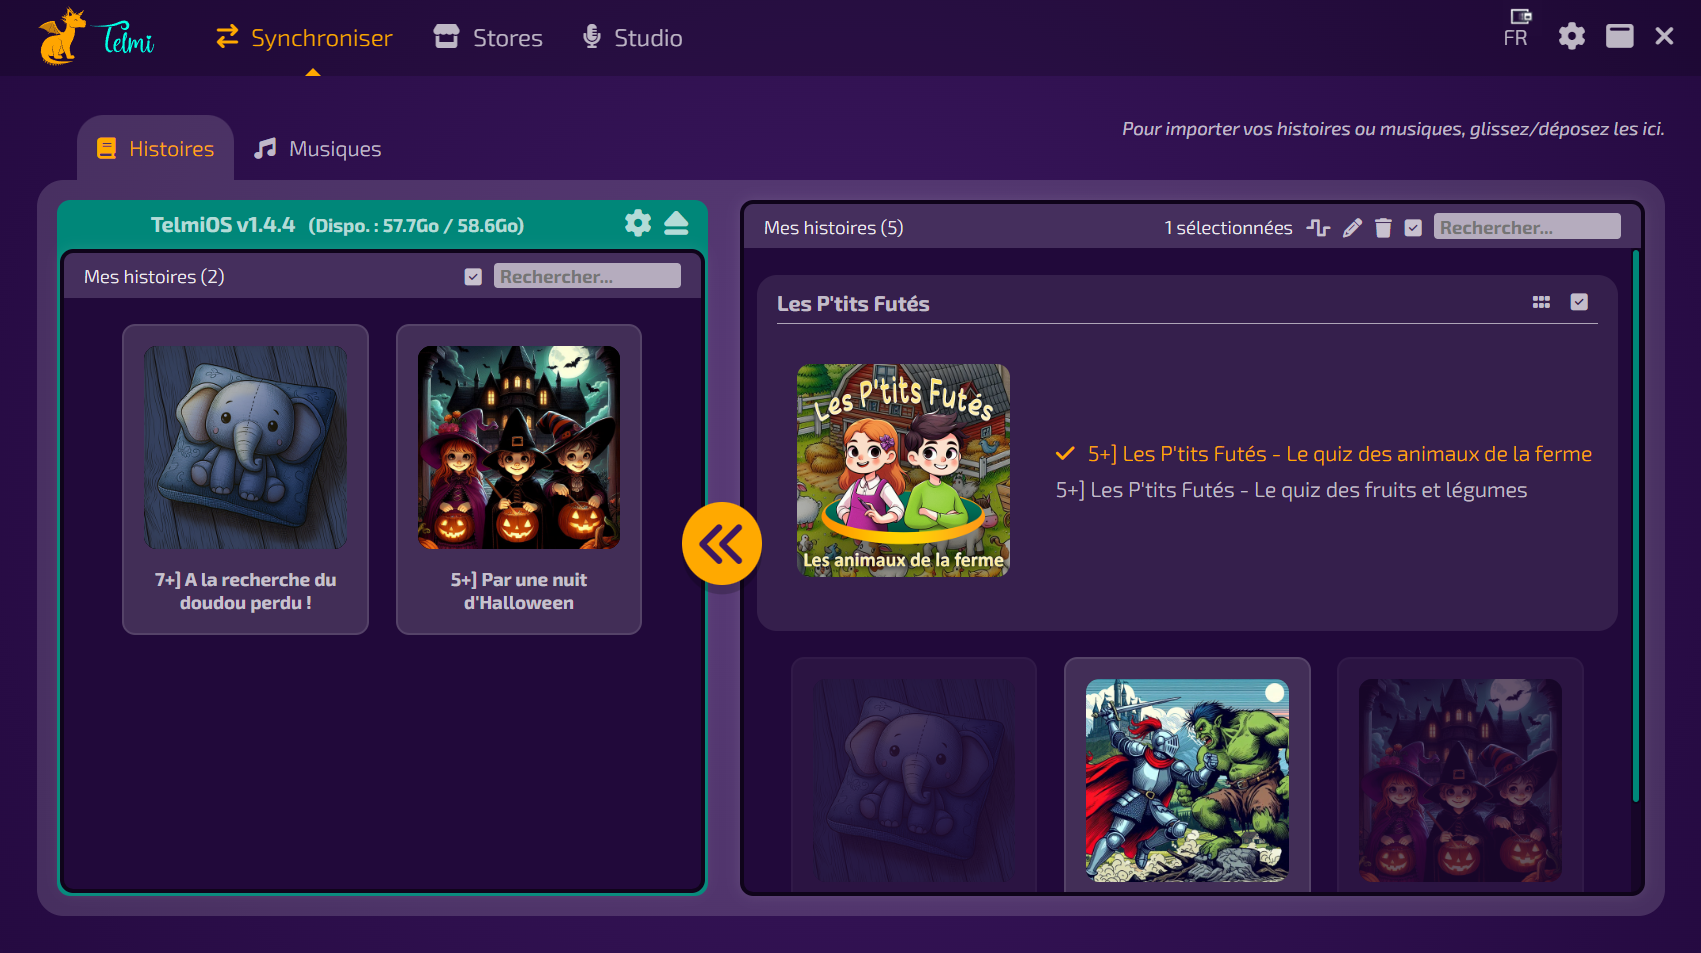 Telmi
Synchroniser
Stores
Studio
FR
Histoires
Musiques
Pour importer vos histoires ou musiques, glissez/déposez les ici.
TelmiOS v1.4.4 (Dispo. : 57.7Go / 58.6Go)
Mes histoires (2)
Rechercher...
7+] A la recherche du
doudou perdu !
5+] Par une nuit
d'Halloween
Mes histoires (5)
1 sélectionnées
Rechercher...
Les P'tits Futés
Les P'tits Futés
Les animaux de la ferme
5+] Les P'tits Futés - Le quiz des animaux de la ferme
5+] Les P'tits Futés - Le quiz des fruits et légumes